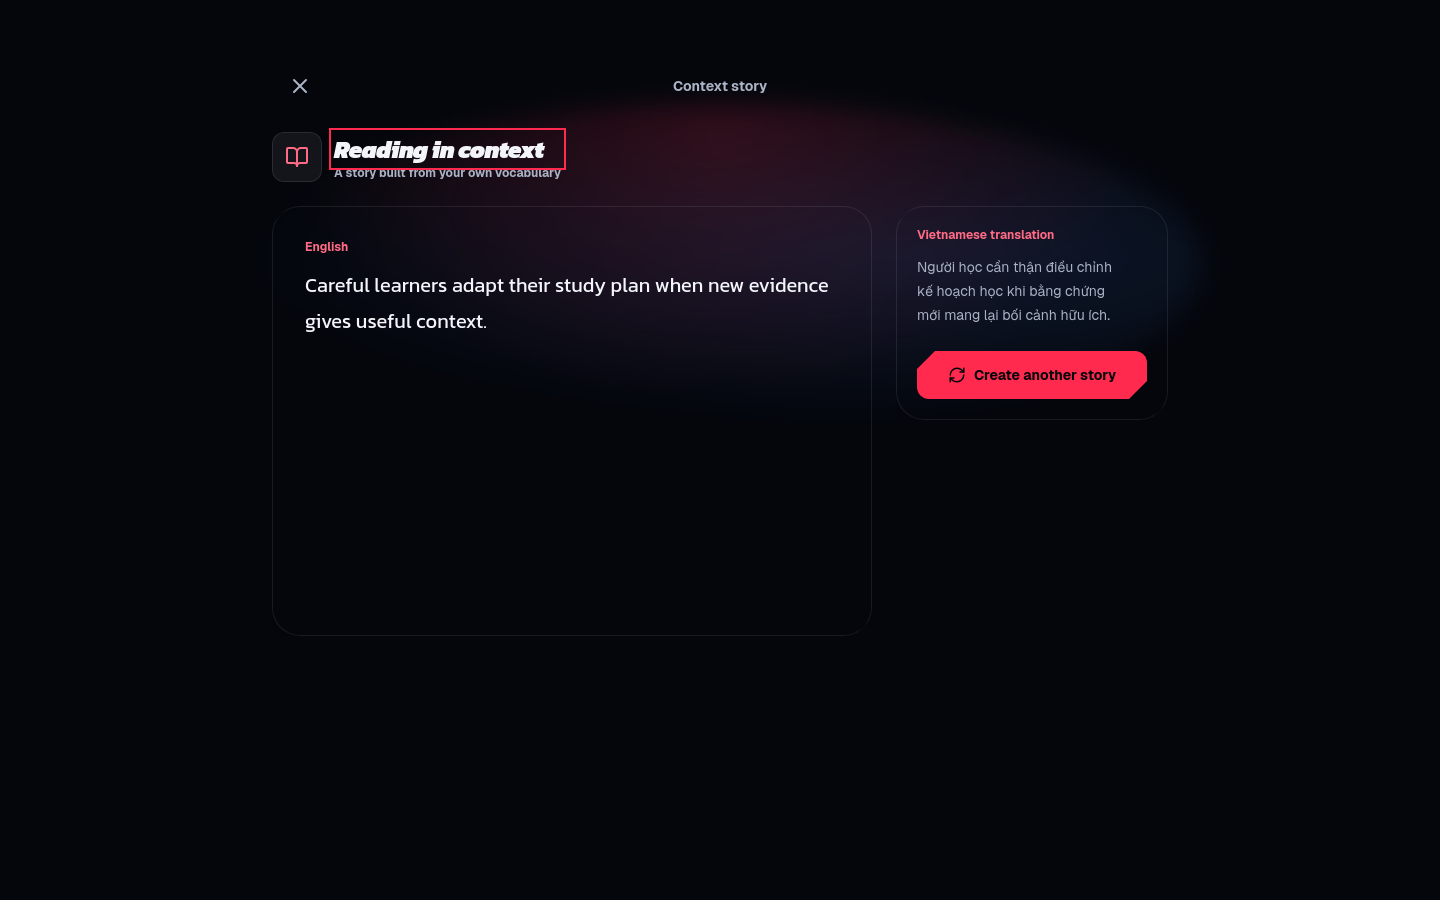 Context story
Reading in context
A story built from your own vocabulary
English
Careful learners adapt their study plan when new evidence
gives useful context.
Vietnamese translation
Người học cẩn thận điều chỉnh
kế hoạch học khi bằng chứng
mới mang lại bối cảnh hữu ích.
Create another story